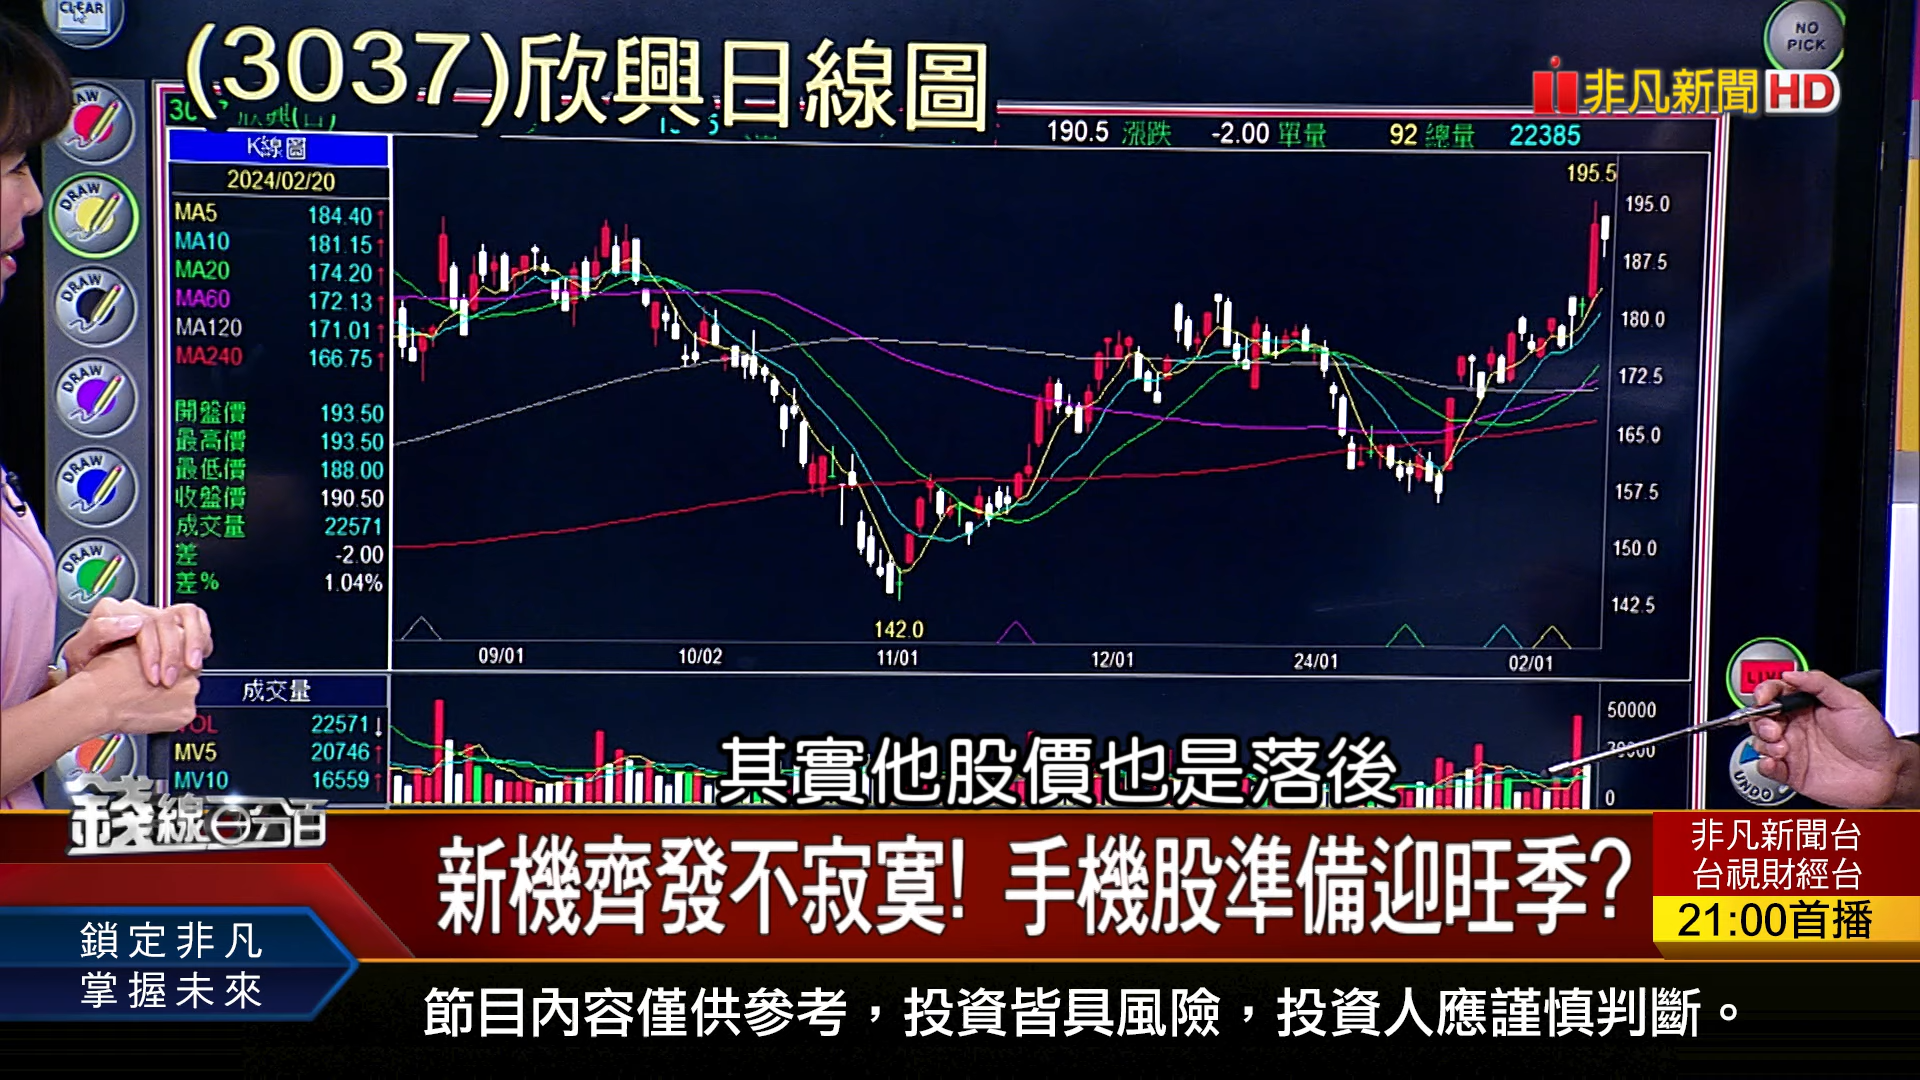 CLEAR
NO PICK
(3037)欣興日線圖
非凡新聞HD
190.5 漲跌 -2.00 單量 92 總量 22385
K線圖
2024/02/20
MA5 184.40↑
MA10 181.15↑
MA20 174.20↑
MA60 172.13↑
MA120 171.01↑
MA240 166.75↑
開盤價 193.50
最高價 193.50
最低價 188.00
收盤價 190.50
成交量 22571
差 -2.00
差% 1.04%
195.5
195.0
187.5
180.0
172.5
165.0
157.5
150.0
142.5
142.0
09/01 10/02 11/01 12/01 24/01 02/01
DRAW
DRAW
DRAW
DRAW
DRAW
成交量
22571↓
MV5 20746↑
MV10 16559↑
50000
0
UNDO
其實他股價也是落後
錢線百分百
新機齊發不寂寞! 手機股準備迎旺季?
非凡新聞台
台視財經台
21:00首播
鎖定非凡
掌握未來
節目內容僅供參考，投資皆具風險，投資人應謹慎判斷。